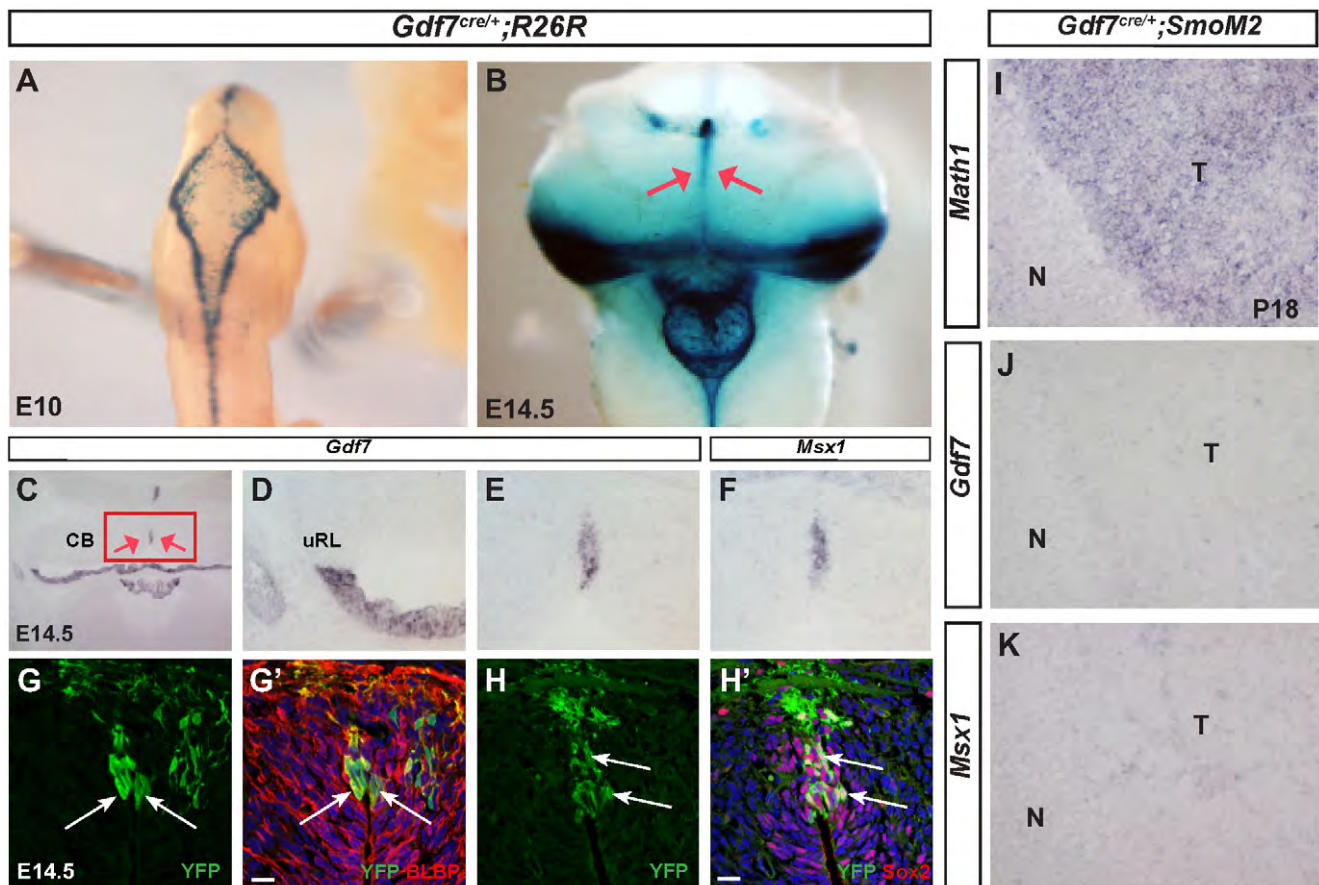 Gdf7cre/+;R26R
Gdf7cre/+;SmoM2
A
E10
B
E14.5
Math1
I
T
N
P18
Gdf7
Msx1
C
CB
E14.5
D
uRL
E
F
Gdf7
J
T
N
G
E14.5
YFP
G’
YFP-BLBP
H
YFP
H’
YFP Sox2
Msx1
K
T
N